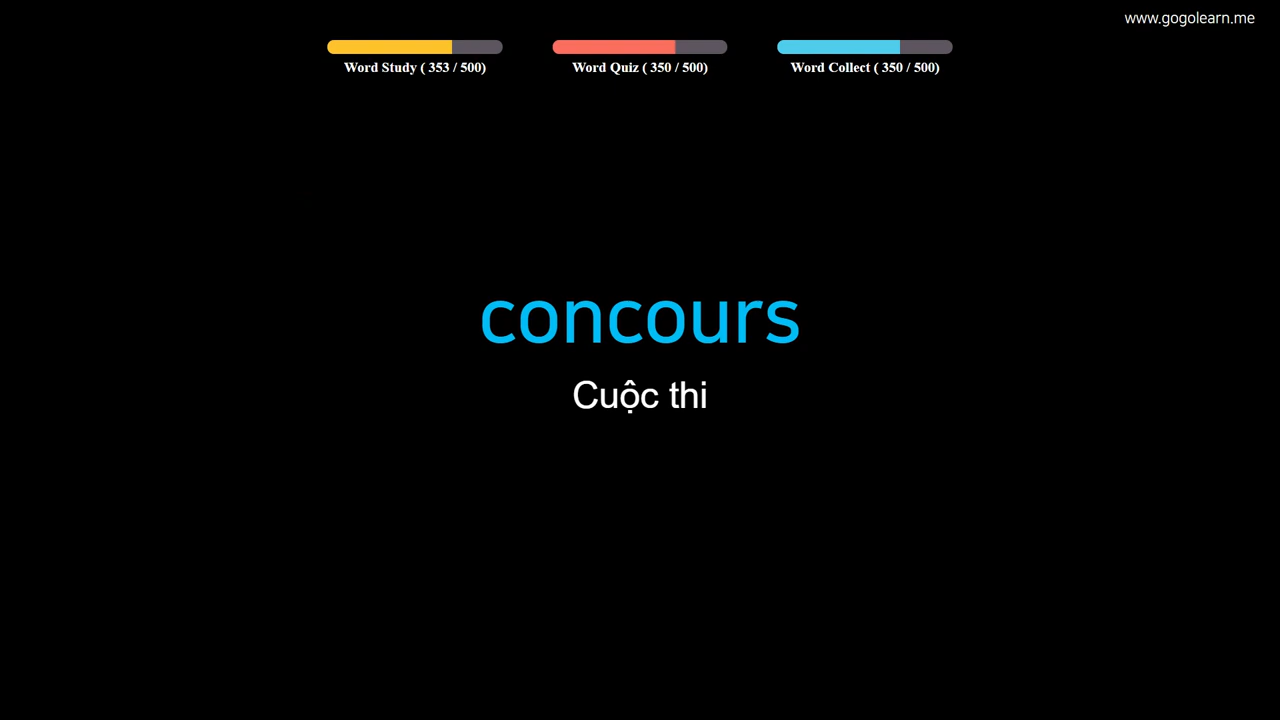 www.gogolearn.me
Word Study ( 353 / 500)
Word Quiz ( 350 / 500)
Word Collect ( 350 / 500)
concours
Cuộc thi